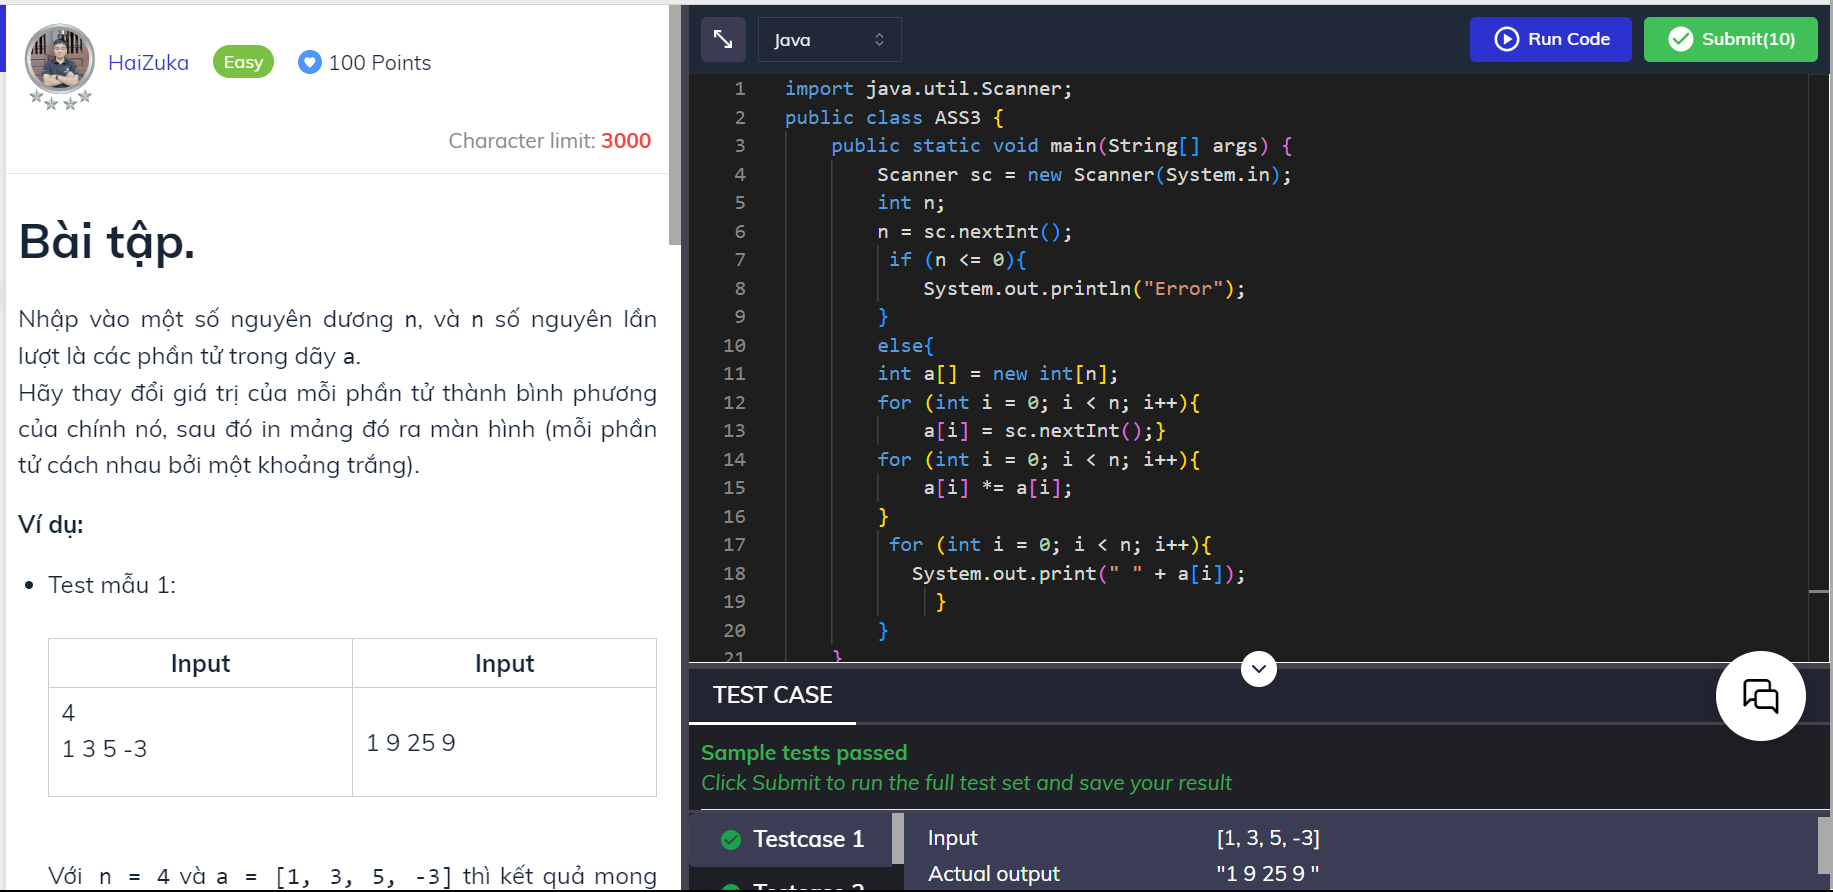 HaiZuka Easy 100 Points
Character limit: 3000
Bài tập.
Nhập vào một số nguyên dương n, và n số nguyên lần
lượt là các phần tử trong dãy a.
Hãy thay đổi giá trị của mỗi phần tử thành bình phương
của chính nó, sau đó in mảng đó ra màn hình (mỗi phần
tử cách nhau bởi một khoảng trắng).
Ví dụ:
Test mẫu 1:
Input Input
4
1 3 5 -3
1 9 25 9
Với n = 4 và a = [1, 3, 5, -3] thì kết quả mong
Java Run Code Submit(10)
1 import java.util.Scanner;
2 public class ASS3 {
3 public static void main(String[] args) {
4 Scanner sc = new Scanner(System.in);
5 int n;
6 n = sc.nextInt();
7 if (n <= 0){
8 System.out.println("Error");
9 }
10 else{
11 int a[] = new int[n];
12 for (int i = 0; i < n; i++){
13 a[i] = sc.nextInt();}
14 for (int i = 0; i < n; i++){
15 a[i] *= a[i];
16 }
17 for (int i = 0; i < n; i++){
18 System.out.print(" " + a[i]);
19 }
20 }
21 }
TEST CASE
Sample tests passed
Click Submit to run the full test set and save your result
Testcase 1
Input [1, 3, 5, -3]
Actual output "1 9 25 9 "